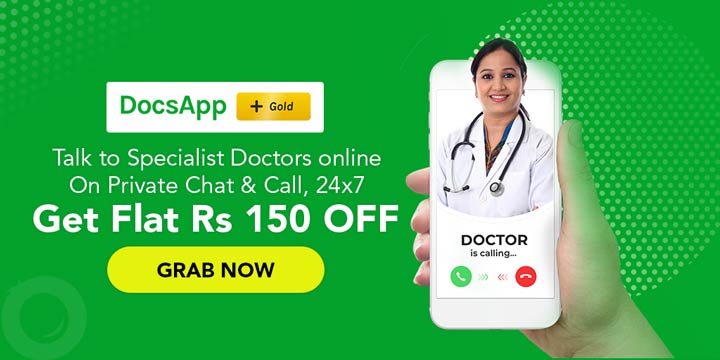 DocsApp + Gold
Talk to Specialist Doctors online
On Private Chat & Call, 24x7
Get Flat Rs 150 OFF
GRAB NOW
DOCTOR
is calling...